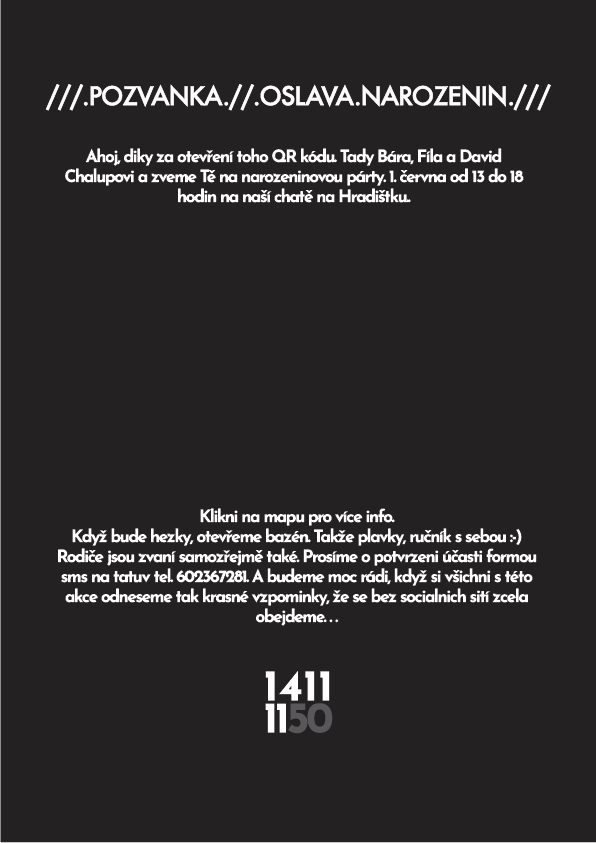 ///.POZVANKA.//.OSLAVA.NAROZENIN.///
Ahoj, diky za otevření toho QR kódu. Tady Bára, Fíla a David
Chalupovi a zveme Tě na narozeninovou párty. 1. června od 13 do 18
hodin na naší chatě na Hradištku.
Klikni na mapu pro více info.
Když bude hezky, otevřeme bazén. Takže plavky, ručník s sebou :-)
Rodiče jsou zvaní samozřejmě také. Prosíme o potvrzeni účasti formou
sms na tatuv tel. 602367281. A budeme moc rádi, když si všichni s této
akce odneseme tak krasné vzpominky, že se bez socialnich sití zcela
obejdeme...
1411
1150